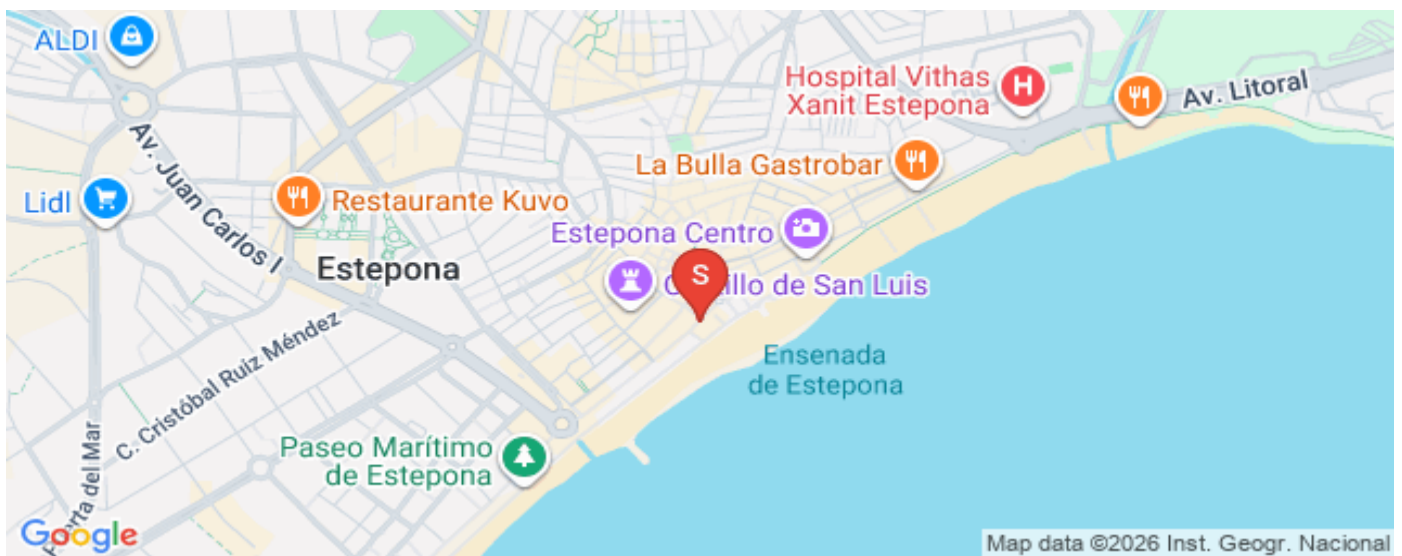 ALDI
Hospital Vithas
Xanit Estepona
H
Av. Litoral
La Bulla Gastrobar
Av. Juan Carlos I
Lidl
Restaurante Kuvo
Estepona Centro
Estepona
S
illo de San Luis
C. Cristóbal Ruiz Méndez
Ensenada
de Estepona
Paseo Marítimo
de Estepona
del Mar
Google
Map data ©2026 Inst. Geogr. Nacional